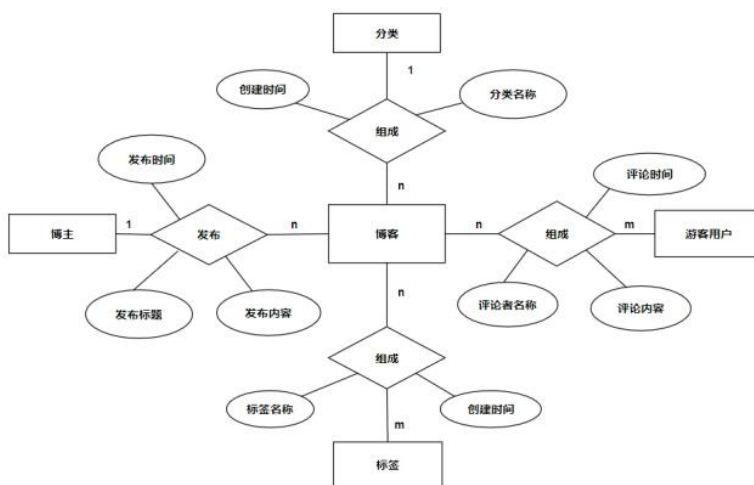 分类
1
创建时间
分类名称
组成
n
发布时间
评论时间
博主
1
发布
n
博客
n
组成
m
游客用户
发布标题
发布内容
n
评论者名称
评论内容
组成
标签名称
创建时间
m
标签